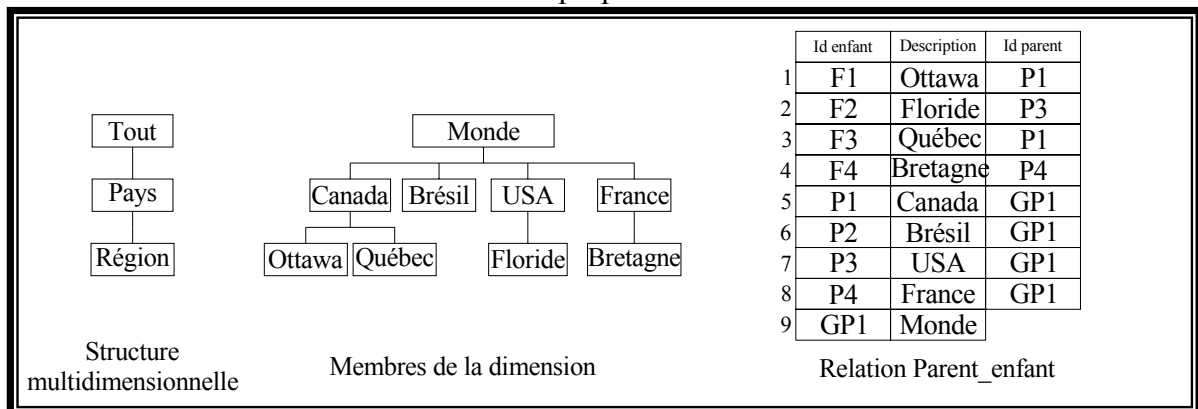 Id enfant Description Id parent
1 F1 Ottawa P1
2 F2 Floride P3
3 F3 Québec P1
4 F4 Bretagne P4
5 P1 Canada GP1
6 P2 Brésil GP1
7 P3 USA GP1
8 P4 France GP1
9 GP1 Monde
Tout
Pays
Région
Monde
Canada Brésil USA France
Ottawa Québec Floride Bretagne
Structure
multidimensionnelle
Membres de la dimension
Relation Parent_enfant